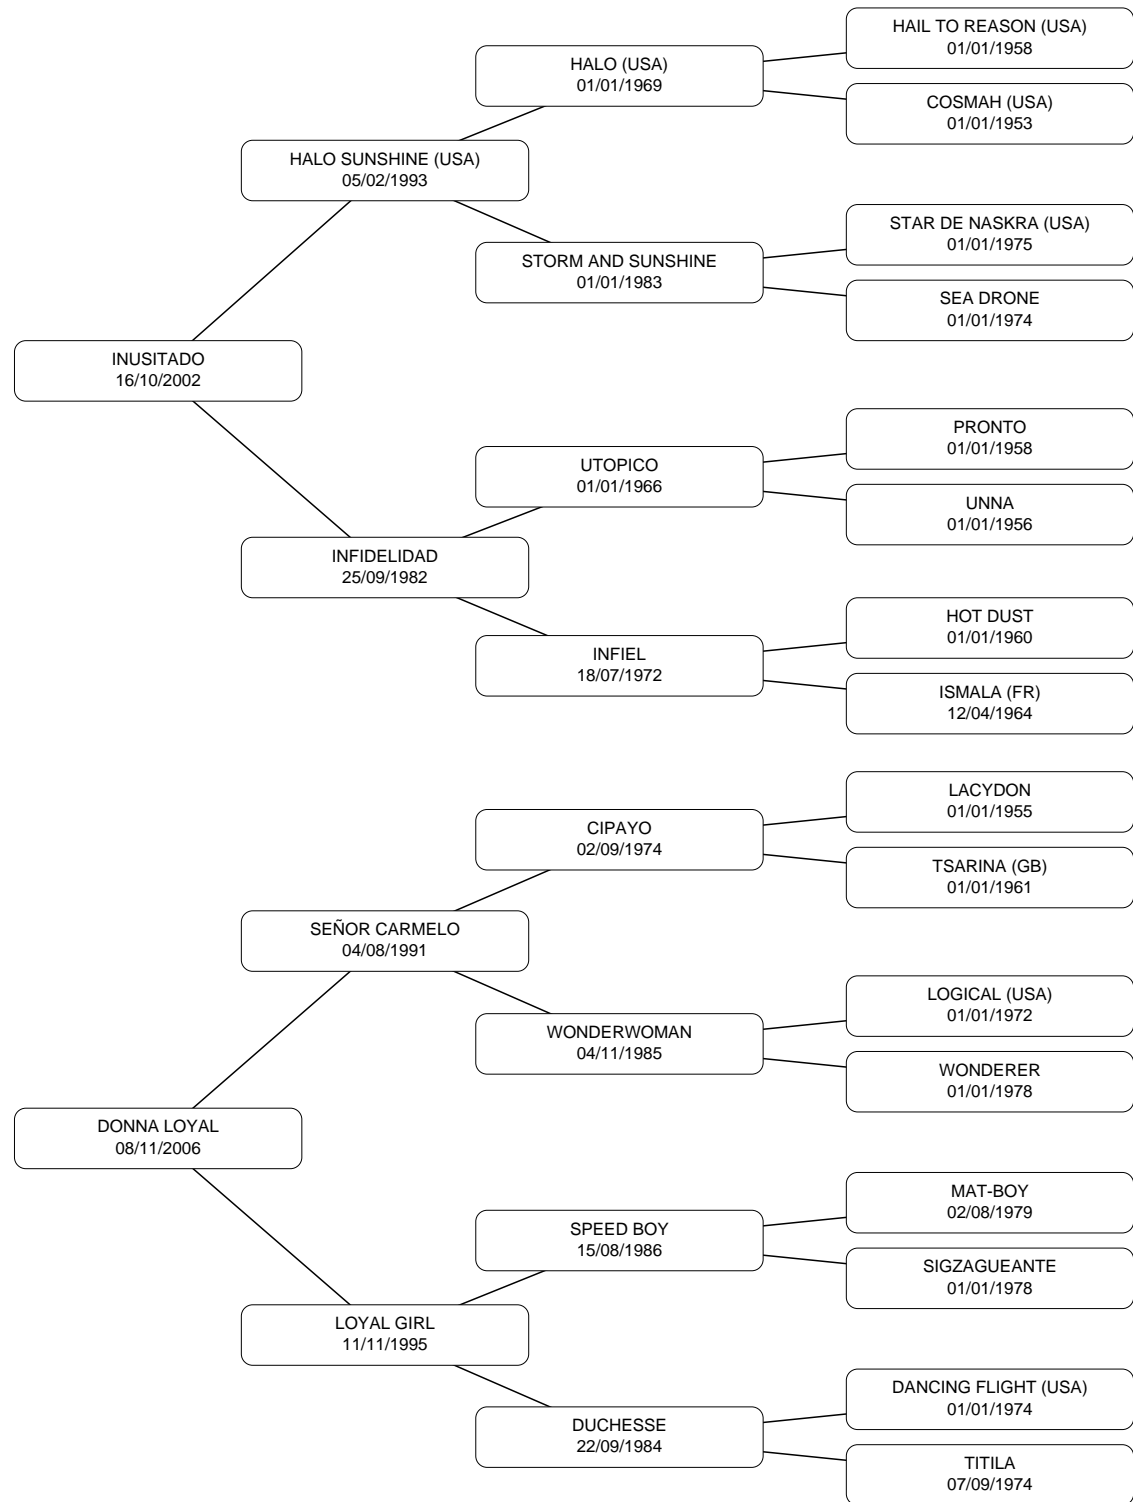 HAIL TO REASON (USA)
01/01/1958
HALO (USA)
01/01/1969
COSMAH (USA)
01/01/1953
HALO SUNSHINE (USA)
05/02/1993
STAR DE NASKRA (USA)
01/01/1975
STORM AND SUNSHINE
01/01/1983
SEA DRONE
01/01/1974
INUSITADO
16/10/2002
PRONTO
01/01/1958
UTOPICO
01/01/1966
UNNA
01/01/1956
INFIDELIDAD
25/09/1982
HOT DUST
01/01/1960
INFIEL
18/07/1972
ISMALA (FR)
12/04/1964
LACYDON
01/01/1955
CIPAYO
02/09/1974
TSARINA (GB)
01/01/1961
SEÑOR CARMELO
04/08/1991
LOGICAL (USA)
01/01/1972
WONDERWOMAN
04/11/1985
WONDERER
01/01/1978
DONNA LOYAL
08/11/2006
MAT-BOY
02/08/1979
SPEED BOY
15/08/1986
SIGZAGUEANTE
01/01/1978
LOYAL GIRL
11/11/1995
DANCING FLIGHT (USA)
01/01/1974
DUCHESSE
22/09/1984
TITILA
07/09/1974